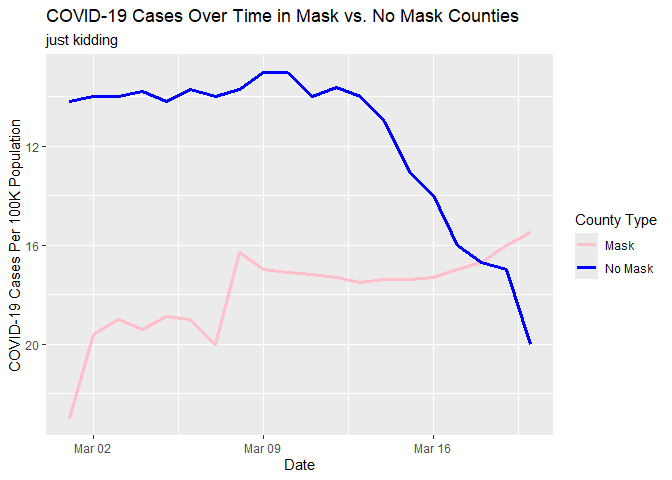 COVID-19 Cases Over Time in Mask vs. No Mask Counties
just kidding
COVID-19 Cases Per 100K Population
12
16
20
Mar 02
Mar 09
Mar 16
Date
County Type
Mask
No Mask